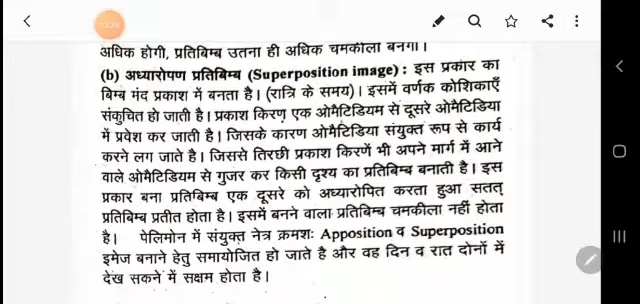 अधिक होगी, प्रतिबिम्ब उतना ही अधिक चमकीला बनेगा।
(b) अध्यारोपण प्रतिबिम्ब (Superposition image) : इस प्रकार का
बिम्ब मंद प्रकाश में बनता है। (रात्रि के समय)। इसमें वर्णक कोशिकाएँ
संकुचित हो जाती है। प्रकाश किरण एक ओमैटिडियम से दूसरे ओमैटिडिया
में प्रवेश कर जाती है। जिसके कारण ओमैटिडिया संयुक्त रूप से कार्य
करने लग जाते है। जिससे तिरछी प्रकाश किरणें भी अपने मार्ग में आने
वाले ओमैटिडियम से गुजर कर किसी दृश्य का प्रतिबिम्ब बनाती है। इस
प्रकार बना प्रतिबिम्ब एक दूसरे को अध्यारोपित करता हुआ सतत्
प्रतिबिम्ब प्रतीत होता है। इसमें बनने वाला प्रतिबिम्ब चमकीला नहीं होता
है। पेलिमोन में संयुक्त नेत्र क्रमशः Apposition व Superposition
इमेज बनाने हेतु समायोजित हो जाते है और वह दिन व रात दोनों में
देख सकने में सक्षम होता है।